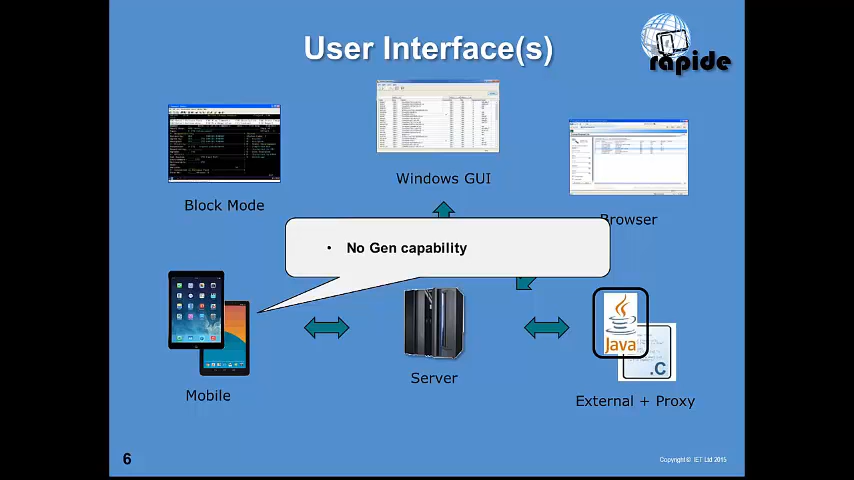 User Interface(s)
rapide
Windows GUI
Block Mode
Browser
• No Gen capability
Java
.C
Server
Mobile
External + Proxy
6
Copyright © IET Ltd 2015